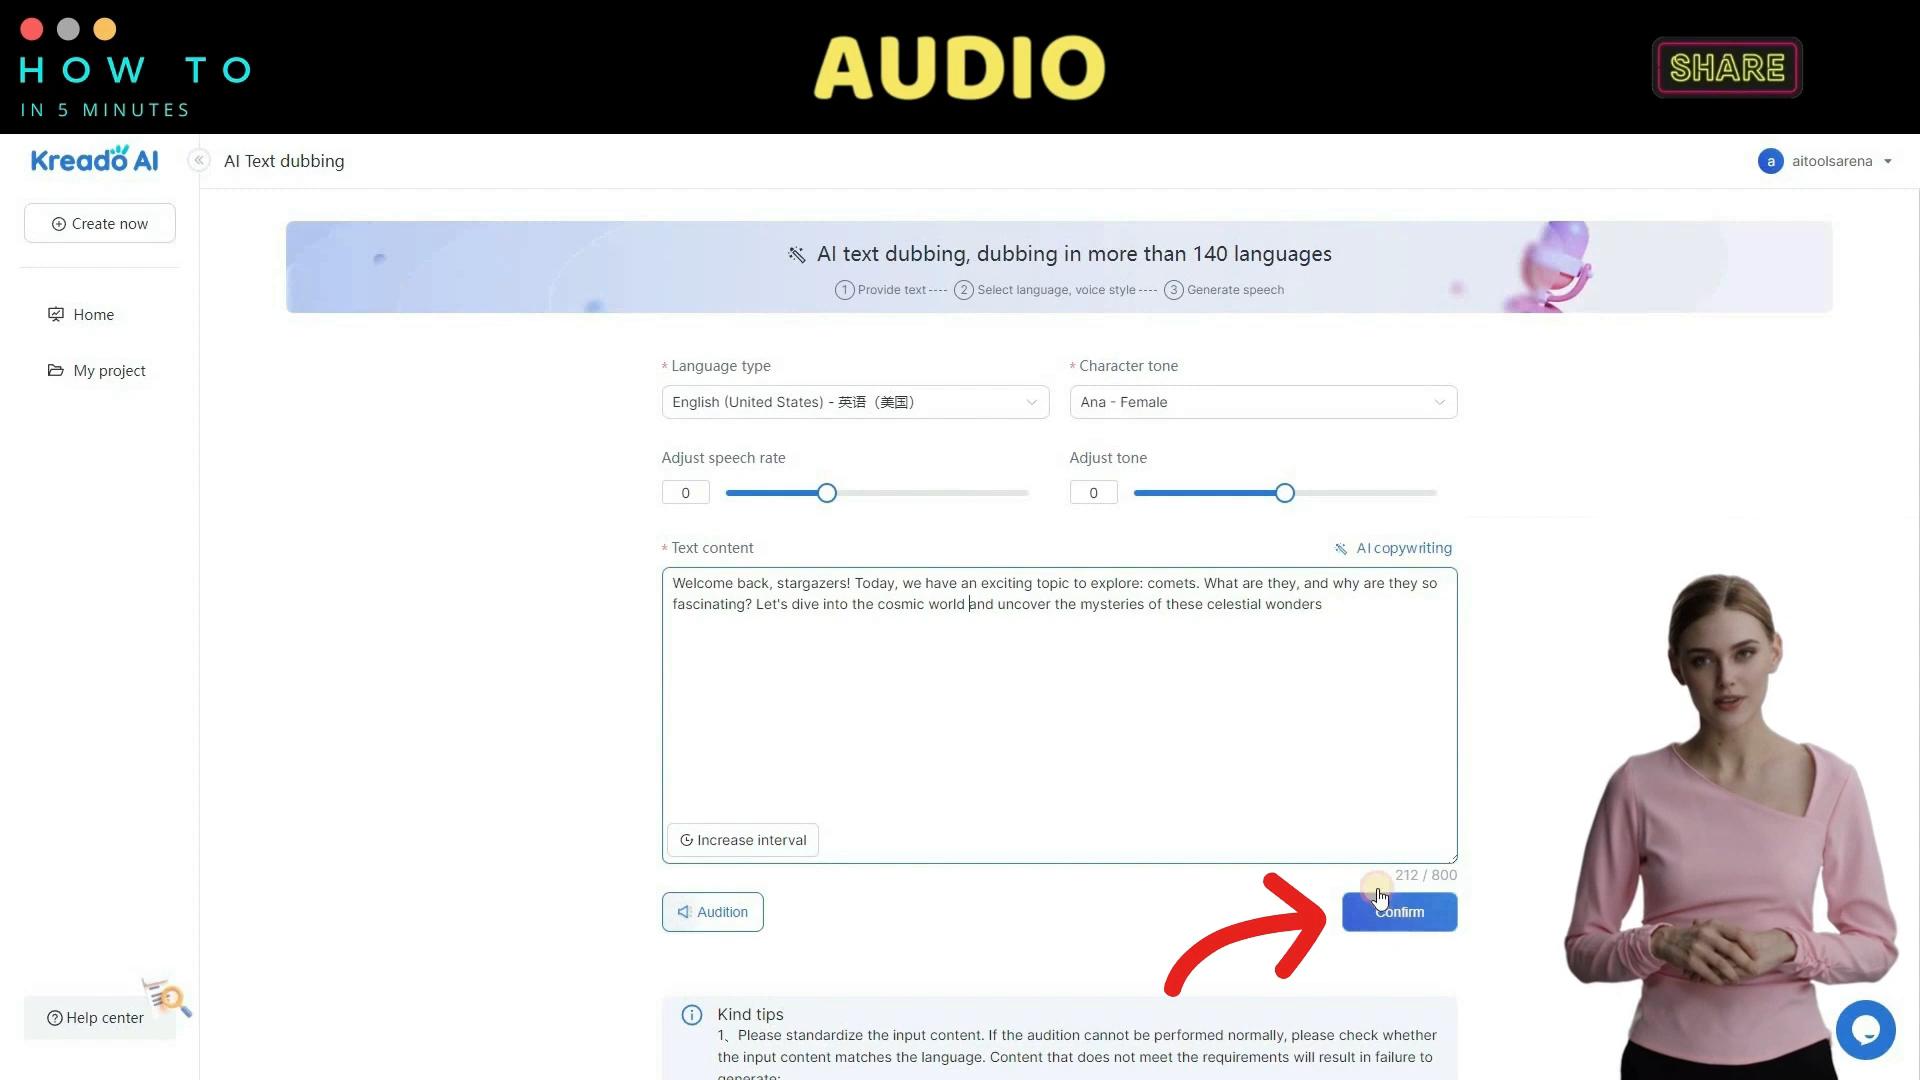 HOW TO
IN 5 MINUTES
AUDIO
SHARE
Kreado AI
AI Text dubbing
a aitoolsarena
Create now
Home
My project
AI text dubbing, dubbing in more than 140 languages
1 Provide text---- 2 Select language, voice style---- 3 Generate speech
* Language type
* Character tone
English (United States) - 英语（美国）
Ana - Female
Adjust speech rate
Adjust tone
0
0
* Text content
AI copywriting
Welcome back, stargazers! Today, we have an exciting topic to explore: comets. What are they, and why are they so
fascinating? Let's dive into the cosmic world and uncover the mysteries of these celestial wonders
Increase interval
212 / 800
Audition
Confirm
Help center
Kind tips
1、Please standardize the input content. If the audition cannot be performed normally, please check whether
the input content matches the language. Content that does not meet the requirements will result in failure to
generate;